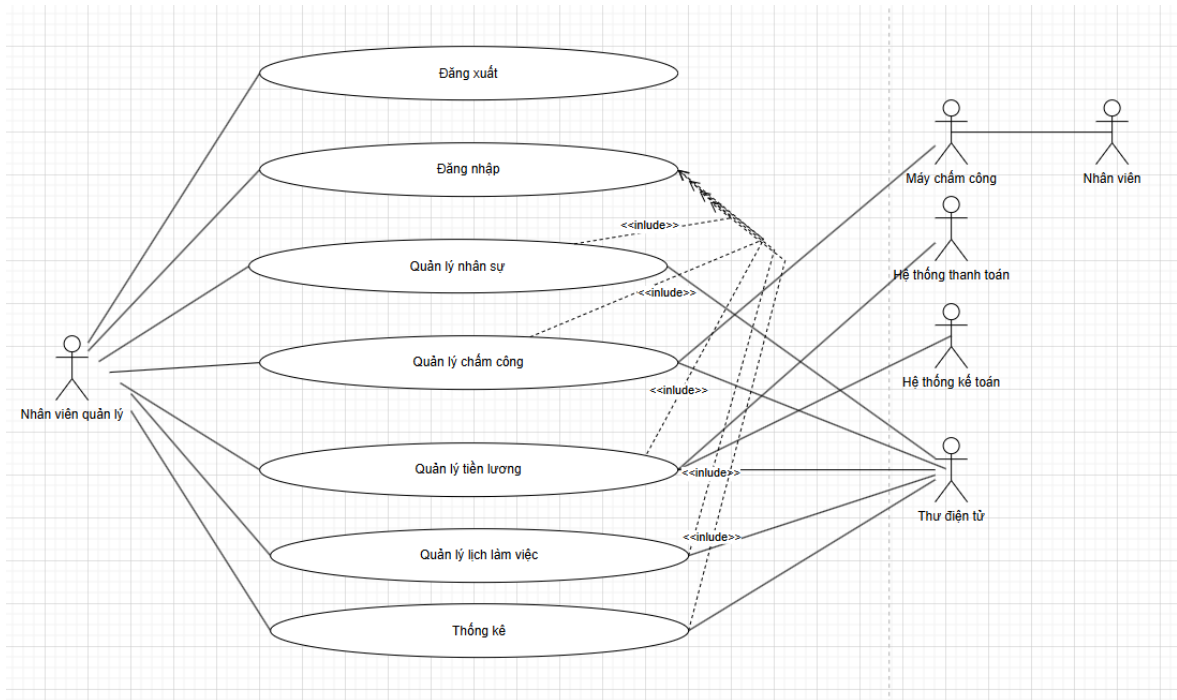 Đăng xuất
Đăng nhập
Máy chấm công
Nhân viên
<<inlude>>
Quản lý nhân sự
Hệ thống thanh toán
<<inlude>>
Quản lý chấm công
Hệ thống kế toán
<<inlude>>
Nhân viên quản lý
Quản lý tiền lương
<<inlude>>
Thư điện tử
<<inlude>>
Quản lý lịch làm việc
Thống kê